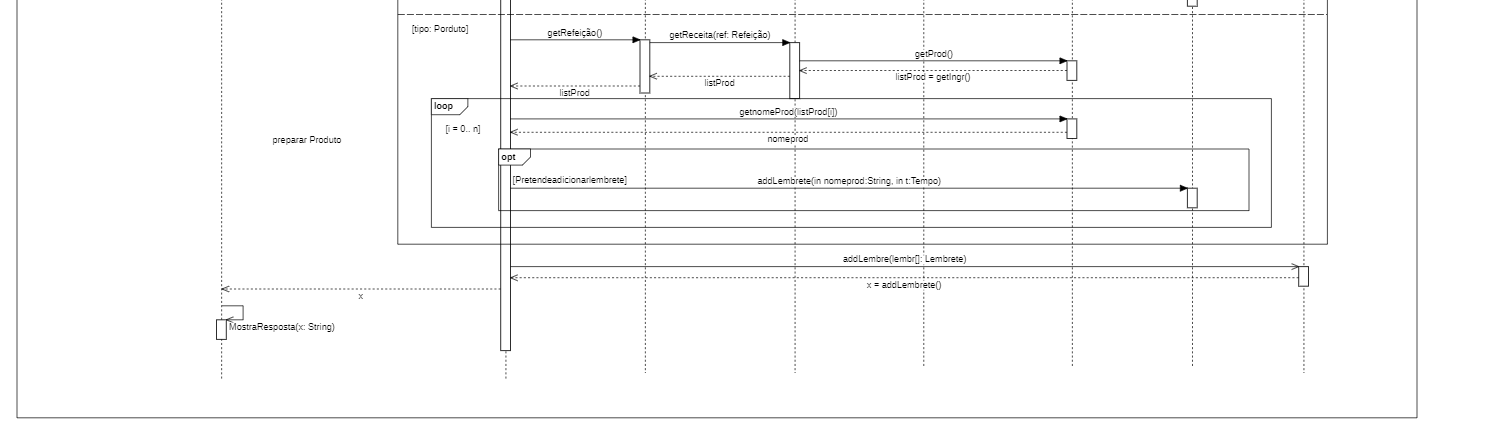 [tipo: Porduto]
getRefeição()
getReceita(ref: Refeição)
getProd()
listProd = getIngr()
listProd
listProd
loop
getnomeProd(listProd[i])
[i = 0.. n]
preparar Produto
nomeprod
opt
[Pretendeadicionarlembrete]
addLembrete(in nomeprod:String, in t:Tempo)
addLembre(lembr[]: Lembrete)
x = addLembrete()
x
MostraResposta(x: String)